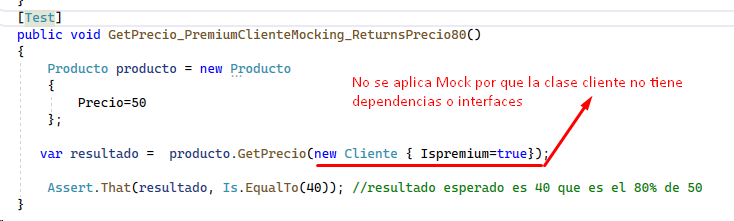 }
[Test]
public void GetPrecio_PremiumClienteMocking_ReturnsPrecio80()
{
Producto producto = new Producto
{
Precio=50
};
No se aplica Mock por que la clase cliente no tiene
dependencias o interfaces
var resultado = producto.GetPrecio(new Cliente { Ispremium=true});
Assert.That(resultado, Is.EqualTo(40)); //resultado esperado es 40 que es el 80% de 50
}